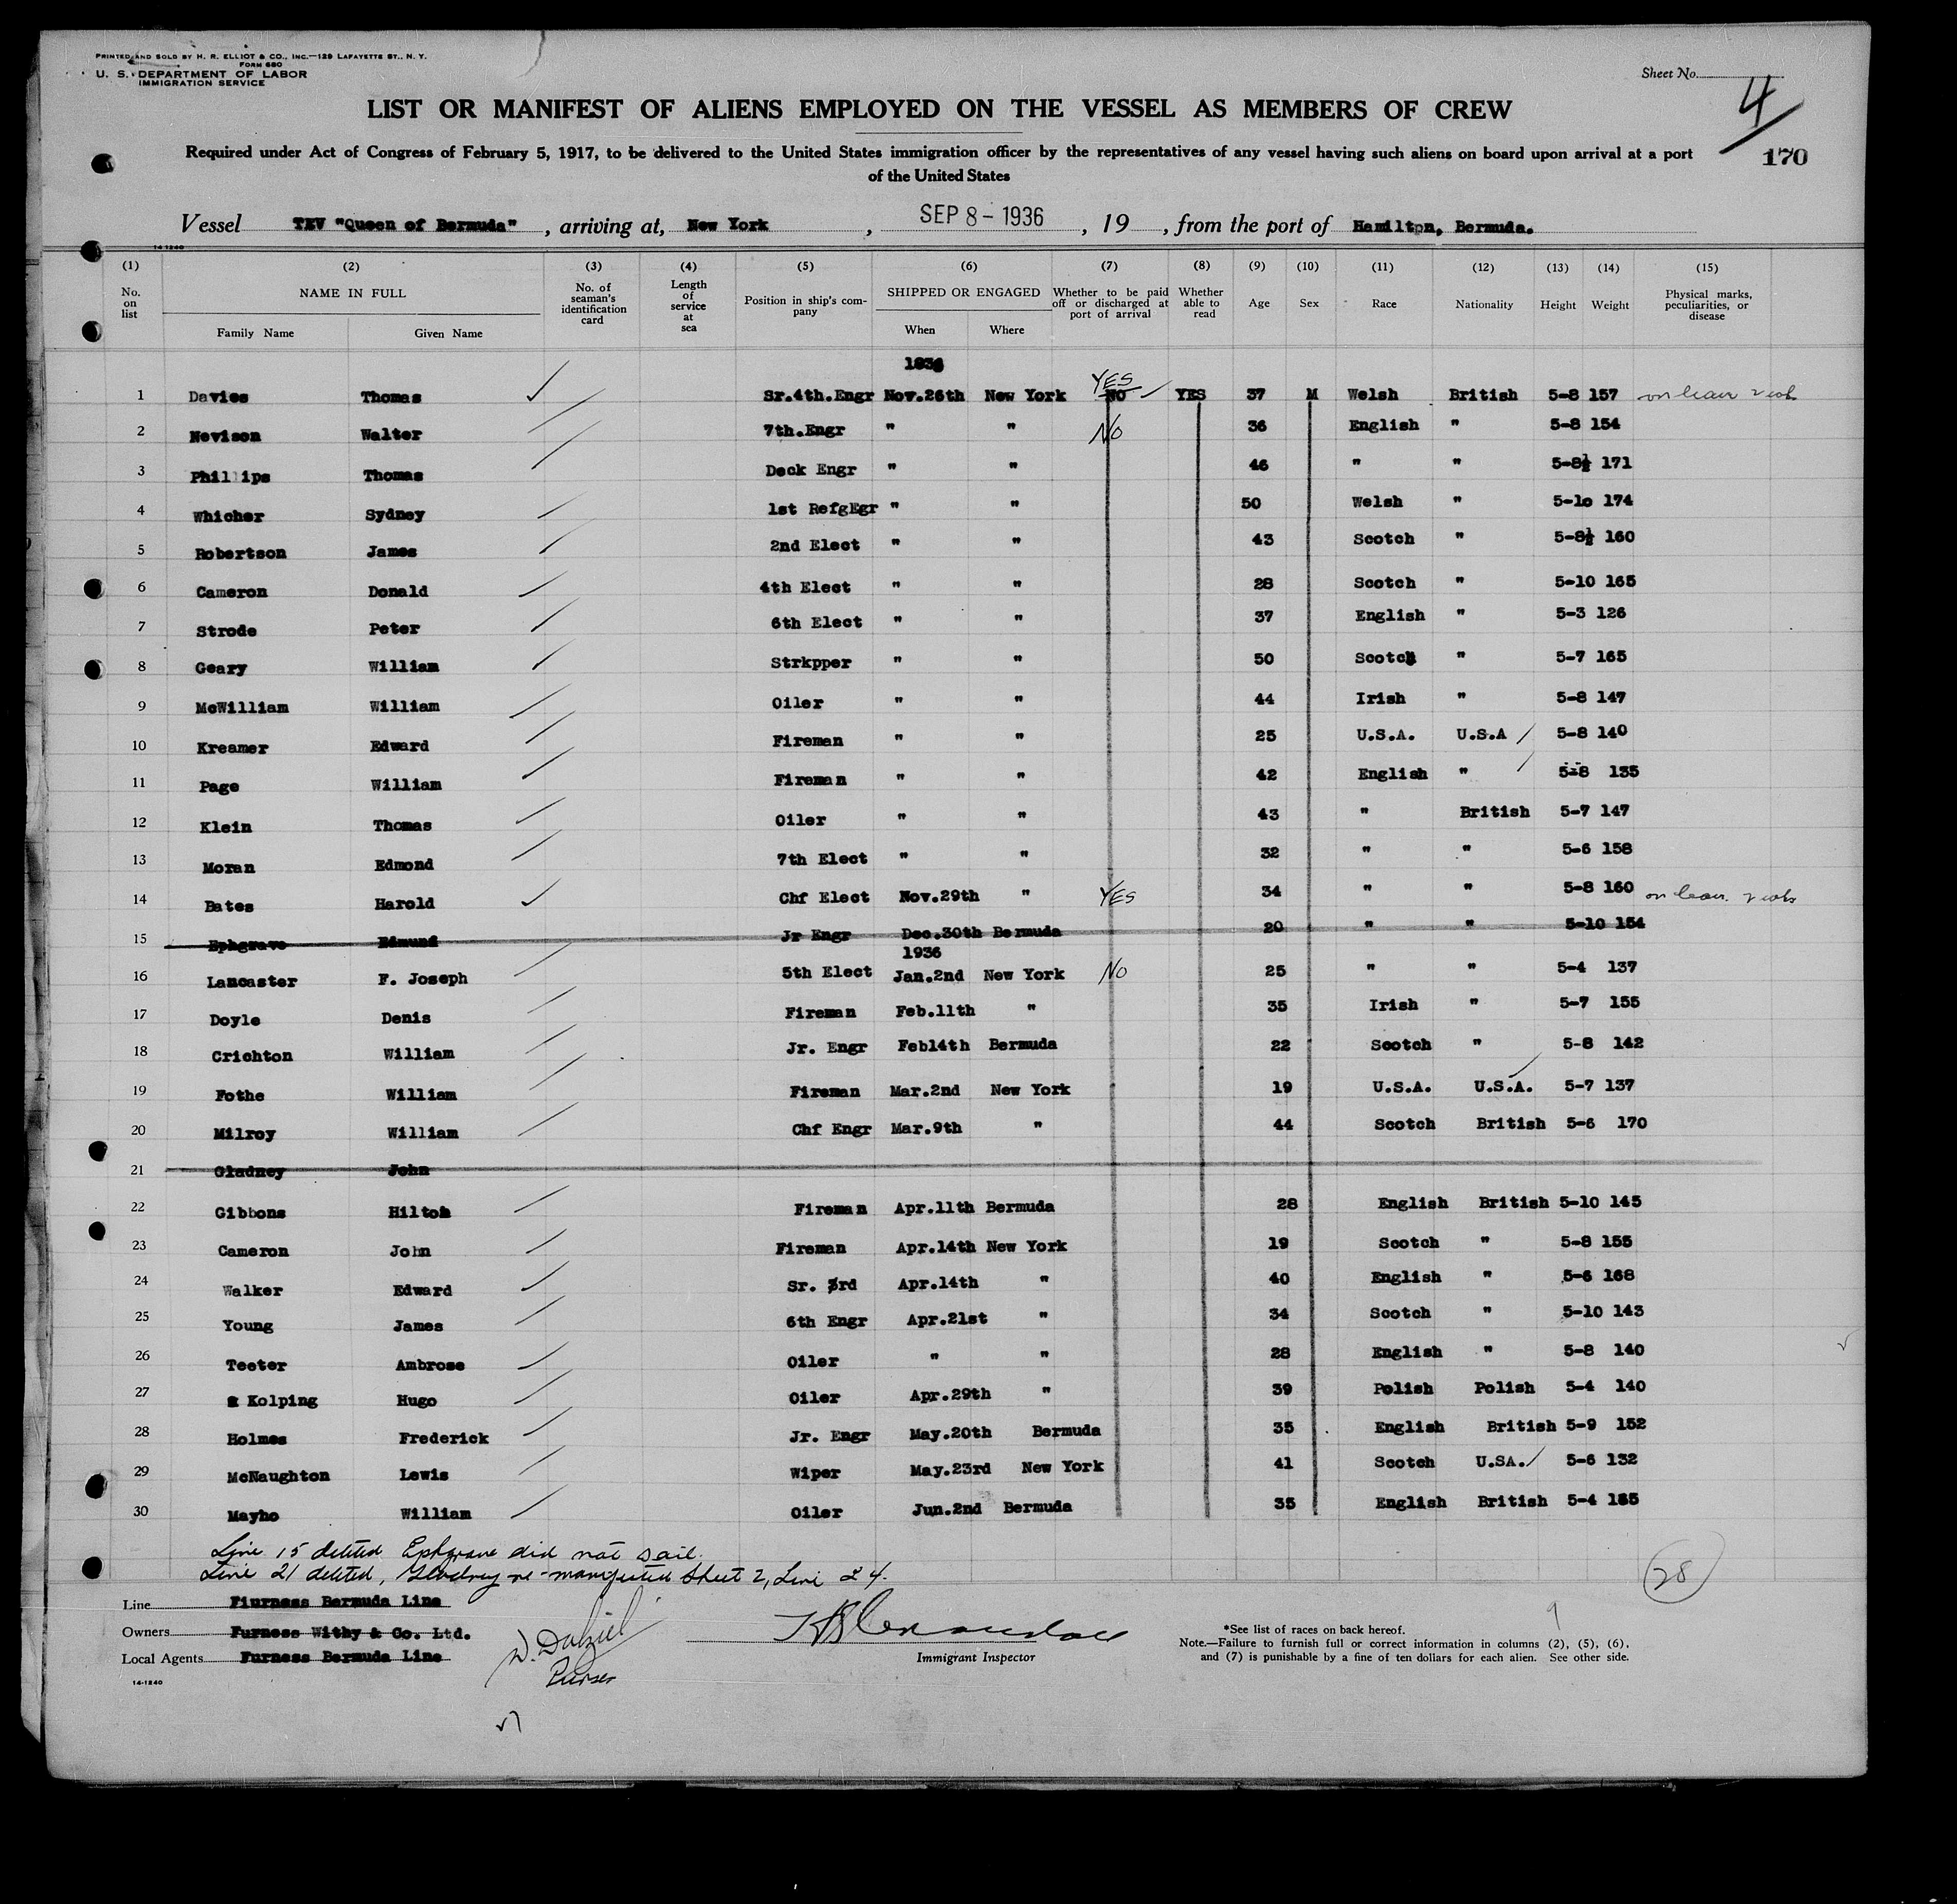 PRINTED AND SOLD BY H. R. ELLIOT & CO., INC.—129 LAFAYETTE ST., N. Y.
FORM 680
U. S. DEPARTMENT OF LABOR
IMMIGRATION SERVICE
Sheet No. 4
LIST OR MANIFEST OF ALIENS EMPLOYED ON THE VESSEL AS MEMBERS OF CREW
Required under Act of Congress of February 5, 1917, to be delivered to the United States immigration officer by the representatives of any vessel having such aliens on board upon arrival at a port
of the United States
170
Vessel TEV "Queen of Bermuda" , arriving at, New York , SEP 8 - 1936 , 19 , from the port of Hamilton, Bermuda.
14-1240
(1) (2) (3) (4) (5) (6) (7) (8) (9) (10) (11) (12) (13) (14) (15)
No. on list NAME IN FULL Family Name Given Name No. of seaman's identification card Length of service at sea Position in ship's company SHIPPED OR ENGAGED When Where Whether to be paid off or discharged at port of arrival Whether able to read Age Sex Race Nationality Height Weight Physical marks, peculiarities, or disease
1 Davies Thomas Sr.4th.Engr Nov.26th New York YES NO YES 37 M Welsh British 5-8 157 on leave
2 Nevison Walter 7th.Engr " " No 36 English " 5-8 154
3 Phillips Thomas Deck Engr " " 46 " " 5-8½ 171
4 Whicher Sydney 1st RefgEgr " " 50 Welsh " 5-10 174
5 Robertson James 2nd Elect " " 43 Scotch " 5-8½ 160
6 Cameron Donald 4th Elect " " 28 Scotch " 5-10 165
7 Strode Peter 6th Elect " " 37 English " 5-3 126
8 Geary William Strkpper " " 50 Scotch " 5-7 165
9 McWilliam William Oiler " " 44 Irish " 5-8 147
10 Kreamer Edward Fireman " " 25 U.S.A. U.S.A 5-8 140
11 Page William Fireman " " 42 English " 5-8 135
12 Klein Thomas Oiler " " 43 " British 5-7 147
13 Moran Edmond 7th Elect " " 32 " " 5-6 158
14 Bates Harold Chf Elect Nov.29th " YES 34 " " 5-8 160 on leave
15 Ephgrave Edmund Jr Engr Dec.30th Bermuda 20 " " 5-10 154
1936
16 Lancaster F. Joseph 5th Elect Jan.2nd New York No 25 " " 5-4 137
17 Doyle Denis Fireman Feb.11th " 35 Irish " 5-7 155
18 Crichton William Jr. Engr Feb14th Bermuda 22 Scotch " 5-8 142
19 Fothe William Fireman Mar.2nd New York 19 U.S.A. U.S.A. 5-7 137
20 Milroy William Chf Engr Mar.9th " 44 Scotch British 5-6 170
21 Gladney John
22 Gibbons Hilton Fireman Apr.11th Bermuda 28 English British 5-10 145
23 Cameron John Fireman Apr.14th New York 19 Scotch " 5-8 155
24 Walker Edward Sr. 3rd Apr.14th " 40 English " 5-6 168
25 Young James 6th Engr Apr.21st " 34 Scotch " 5-10 143
26 Teeter Ambrose Oiler " " 28 English " 5-8 140
27 Kolping Hugo Oiler Apr.29th " 39 Polish Polish 5-4 140
28 Holmes Frederick Jr. Engr May.20th Bermuda 35 English British 5-9 152
29 McNaughton Lewis Wiper May.23rd New York 41 Scotch U.SA. 5-6 132
30 Mayho William Oiler Jun.2nd Bermuda 35 English British 5-4 185
Line 15 deleted Ephgrave did not sail.
Line 21 deleted, Gladney re-manifested Sheet 2, Line 24.
28
Line Fiurness Bermuda Line
Owners Furness Withy & Co. Ltd.
Local Agents Furness Bermuda Line
14-1240
W. Dalziel
Purser
Immigrant Inspector
9
*See list of races on back hereof.
Note.—Failure to furnish full or correct information in columns (2), (5), (6),
and (7) is punishable by a fine of ten dollars for each alien. See other side.